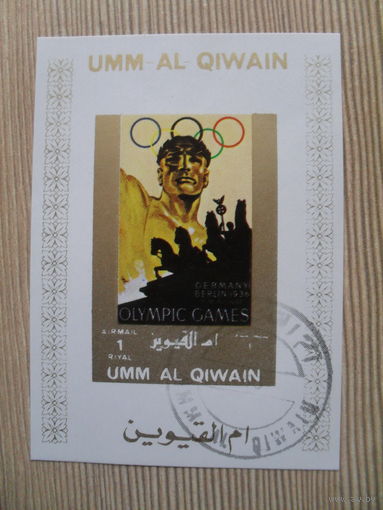 UMM-AL-QIWAIN
GERMANY
BERLIN 1936
OLYMPIC GAMES
AIRMAIL
1
RIYAL
ام القيوين
UMM AL QIWAIN
ام القيوين